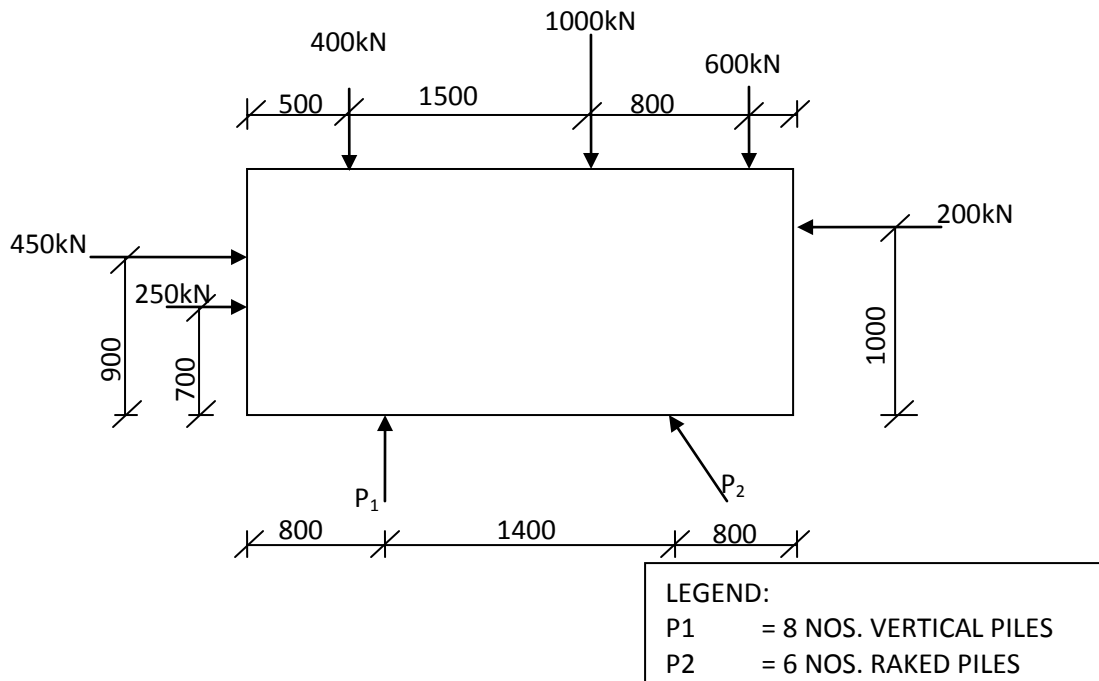 1000kN
400kN
600kN
500 1500 800
450kN
200kN
250kN
900
700
1000
P1
P2
800 1400 800
LEGEND:
P1 = 8 NOS. VERTICAL PILES
P2 = 6 NOS. RAKED PILES